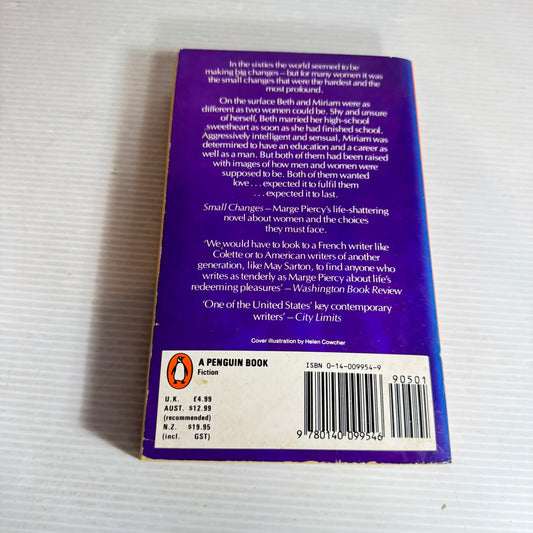 In the sixties the world seemed to be
making big changes – but for many women it was
the small changes that were the hardest and the
most profound.
On the surface Beth and Miriam were as
different as two women could be. Shy and unsure
of herself, Beth married her high-school
sweetheart as soon as she had finished school.
Aggressively intelligent and sensual, Miriam was
determined to have an education and a career as
well as a man. But both of them had been raised
with images of how men and women were
supposed to be. Both of them wanted
love . . . expected it to fulfil them
. . . expected it to last.
Small Changes – Marge Piercy's life-shattering
novel about women and the choices
they must face.
'We would have to look to a French writer like
Colette or to American writers of another
generation, like May Sarton, to find anyone who
writes as tenderly as Marge Piercy about life's
redeeming pleasures' – Washington Book Review
'One of the United States' key contemporary
writers' – City Limits
Cover illustration by Helen Cowcher
A PENGUIN BOOK
Fiction
U.K. £4.99
AUST. $12.99
(recommended)
N.Z. $19.95
(incl. GST)
ISBN 0-14-009954-9
90501
9 780140 099546